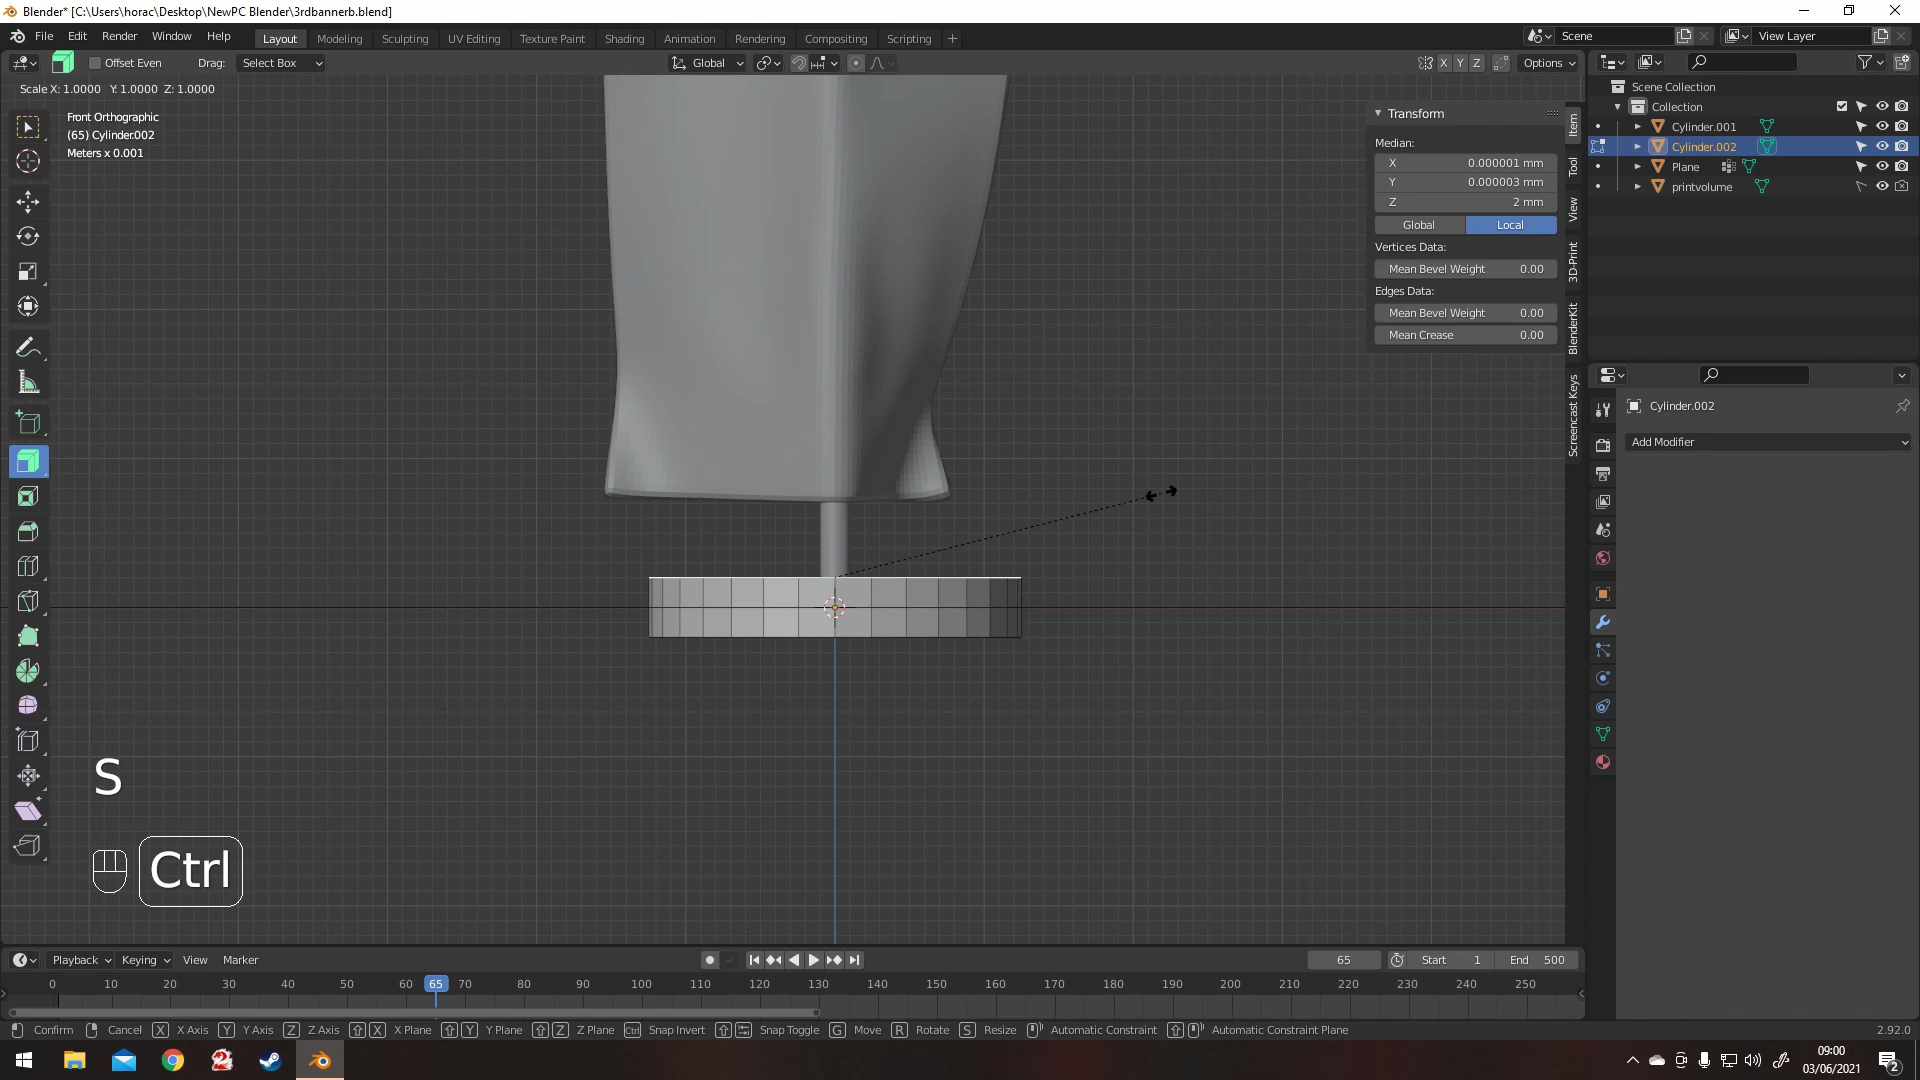 Blender* [C:\Users\horac\Desktop\NewPC Blender\3rdbannerb.blend]
File Edit Render Window Help
Layout Modeling Sculpting UV Editing Texture Paint Shading Animation Rendering Compositing Scripting
Scene
View Layer
Offset Even Drag: Select Box
Global
X Y Z
Options
Scale X: 1.0000 Y: 1.0000 Z: 1.0000
Front Orthographic
(65) Cylinder.002
Meters x 0.001
Transform
Median:
X 0.000001 mm
Y 0.000003 mm
Z 2 mm
Global Local
Vertices Data:
Mean Bevel Weight 0.00
Edges Data:
Mean Bevel Weight 0.00
Mean Crease 0.00
Item
Tool
View
3D-Print
BlenderKit
Screencast Keys
Scene Collection
Collection
Cylinder.001
Cylinder.002
Plane
printvolume
Cylinder.002
Add Modifier
S
Ctrl
Playback Keying View Marker
65
Start 1
End 500
0 10 20 30 40 50 60 65 70 80 90 100 110 120 130 140 150 160 170 180 190 200 210 220 230 240 250
Confirm Cancel X X Axis Y Y Axis Z Z Axis X X Plane Y Y Plane Z Z Plane Ctrl Snap Invert Snap Toggle G Move R Rotate S Resize Automatic Constraint Automatic Constraint Plane
2.92.0
09:00
03/06/2021
2